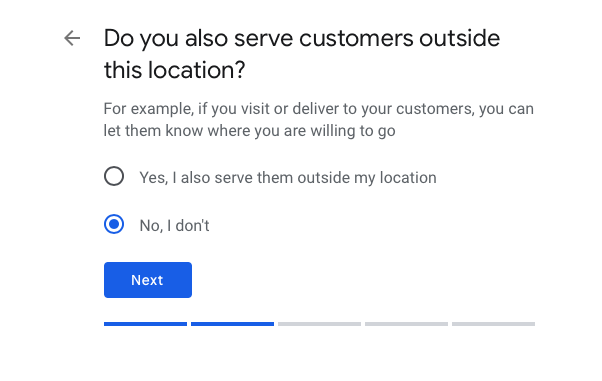 Do you also serve customers outside
this location?
For example, if you visit or deliver to your customers, you can
let them know where you are willing to go
Yes, I also serve them outside my location
No, I don't
Next